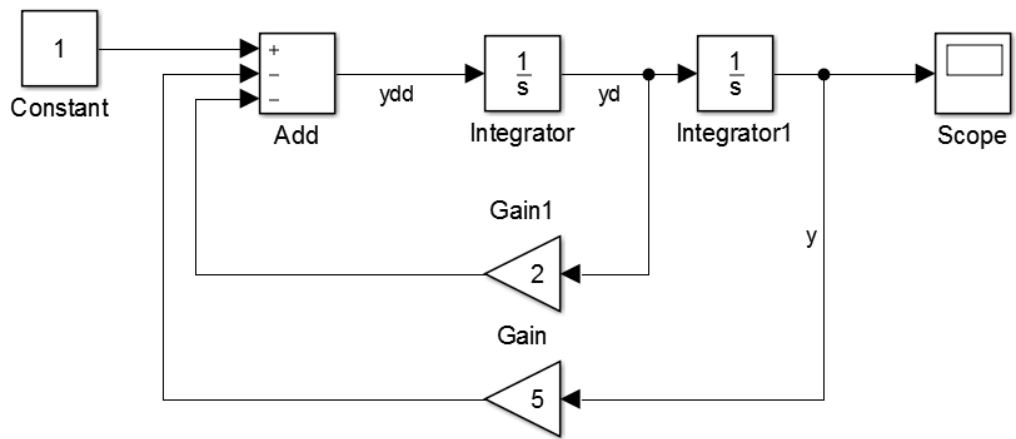 1
Constant
+
−
−
Add
ydd
1
s
Integrator
yd
1
s
Integrator1
Scope
Gain1
2
y
Gain
5